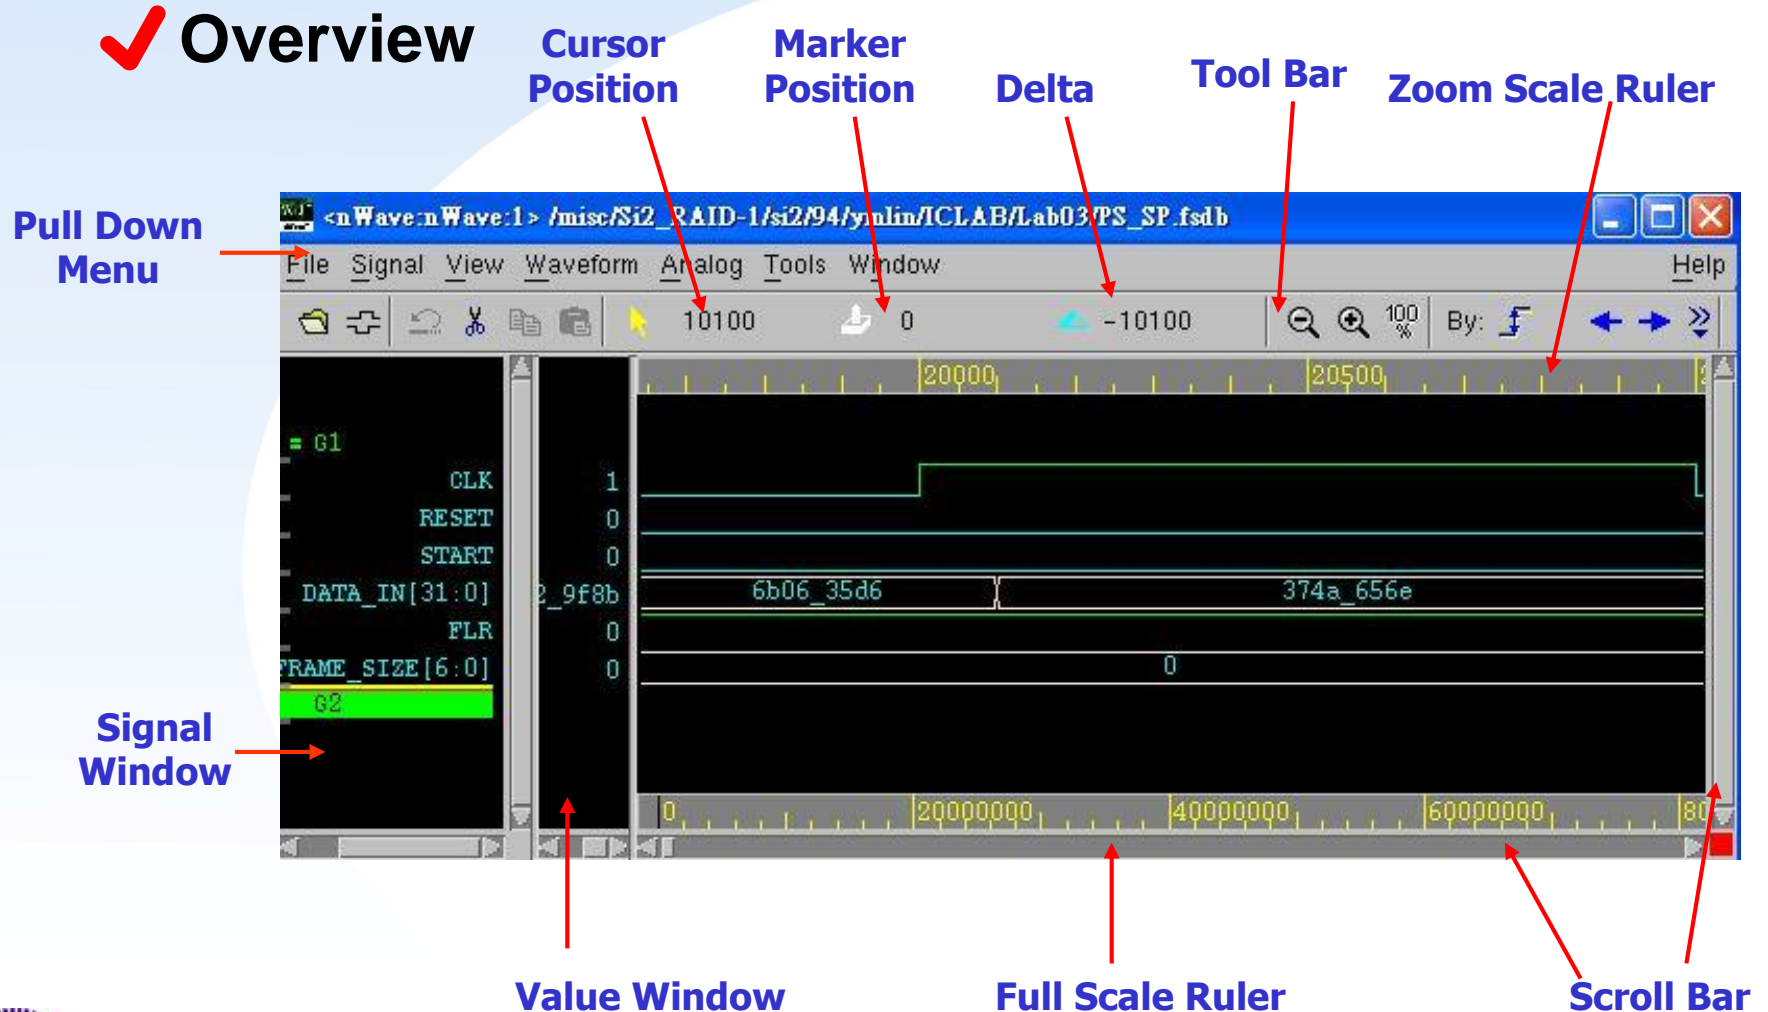 Overview
Cursor Position
Marker Position
Delta
Tool Bar
Zoom Scale Ruler
Pull Down Menu
<nWave:nWave:1> /misc/Si2_RAID-1/si2/94/ymlin/ICLAB/Lab03/PS_SP.fsdb
File Signal View Waveform Analog Tools Window Help
10100 0 -10100 100% By:
20000 20500
= G1
CLK 1
RESET 0
START 0
DATA_IN[31:0] 2_9f8b 6b06_35d6 374a_656e
FLR 0
FRAME_SIZE[6:0] 0 0
G2
Signal Window
0 20000000 40000000 60000000 80
Value Window
Full Scale Ruler
Scroll Bar